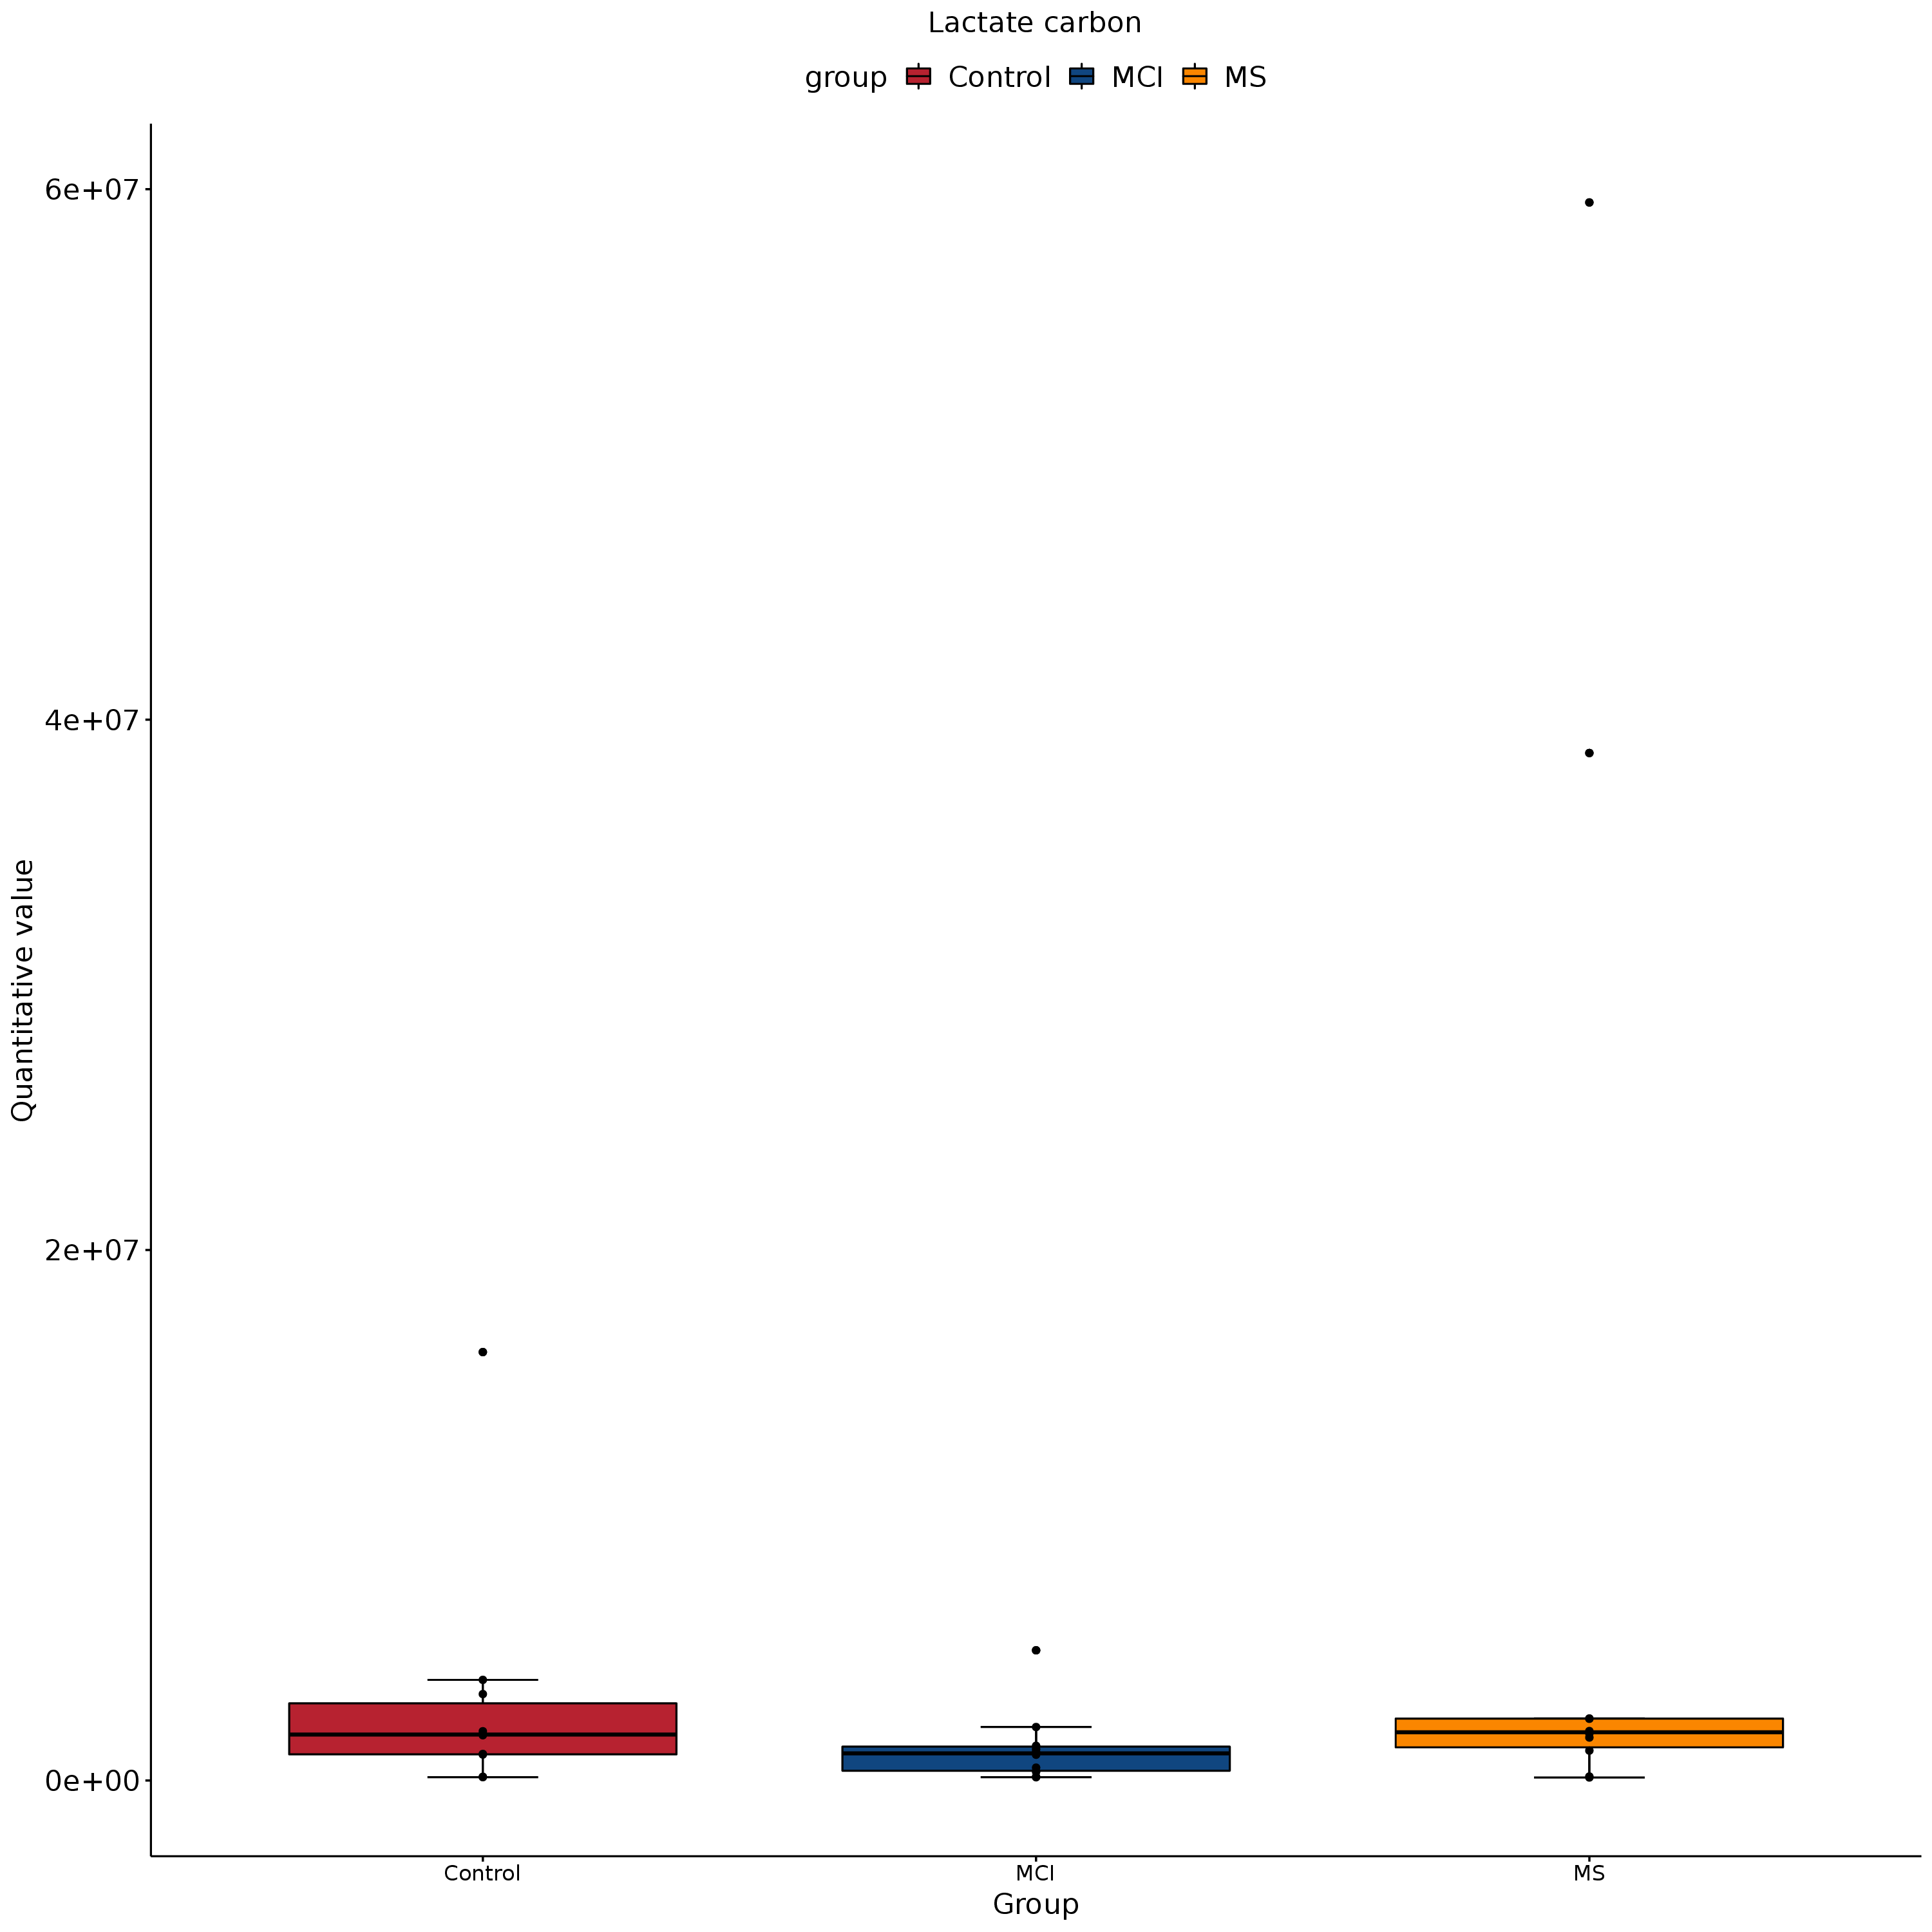 Lactate carbon
group Control MCI MS
6e+07
4e+07
2e+07
0e+00
Quantitative value
Control MCI MS
Group